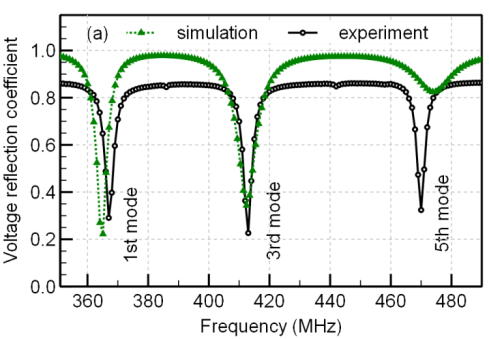 (a) simulation experiment
Voltage reflection coefficient
1.0
0.8
0.6
0.4
0.2
0.0
1st mode
3rd mode
5th mode
360 380 400 420 440 460 480
Frequency (MHz)